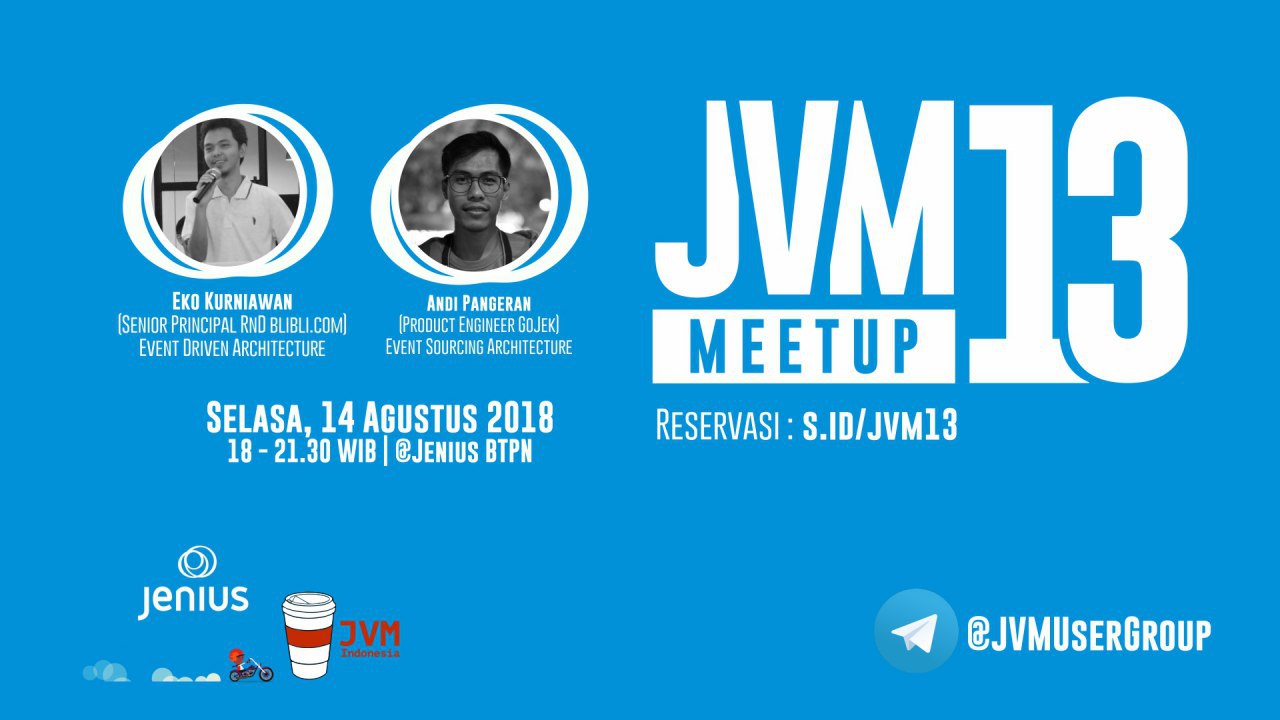 Eko Kurniawan
(Senior Principal RnD blibli.com)
Event Driven Architecture
Andi Pangeran
(Product Engineer GoJek)
Event Sourcing Architecture
Selasa, 14 Agustus 2018
18 - 21.30 WIB | @Jenius BTPN
JVM 13
MEETUP
Reservasi : s.id/jvm13
jenius
JVM
Indonesia
@JVMUserGroup